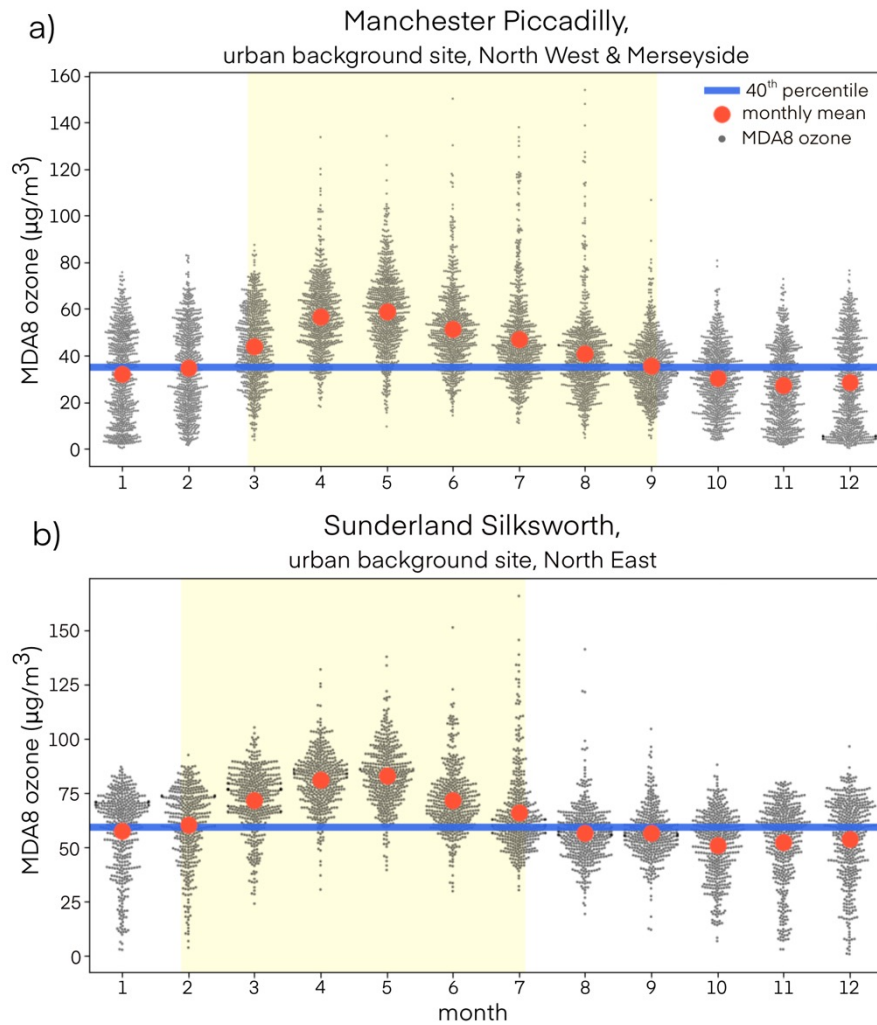 a)
Manchester Piccadilly,
urban background site, North West & Merseyside
MDA8 ozone (µg/m³)
160
140
120
100
80
60
40
20
0
40th percentile
monthly mean
MDA8 ozone
1 2 3 4 5 6 7 8 9 10 11 12
b)
Sunderland Silksworth,
urban background site, North East
MDA8 ozone (µg/m³)
150
125
100
75
50
25
0
1 2 3 4 5 6 7 8 9 10 11 12
month